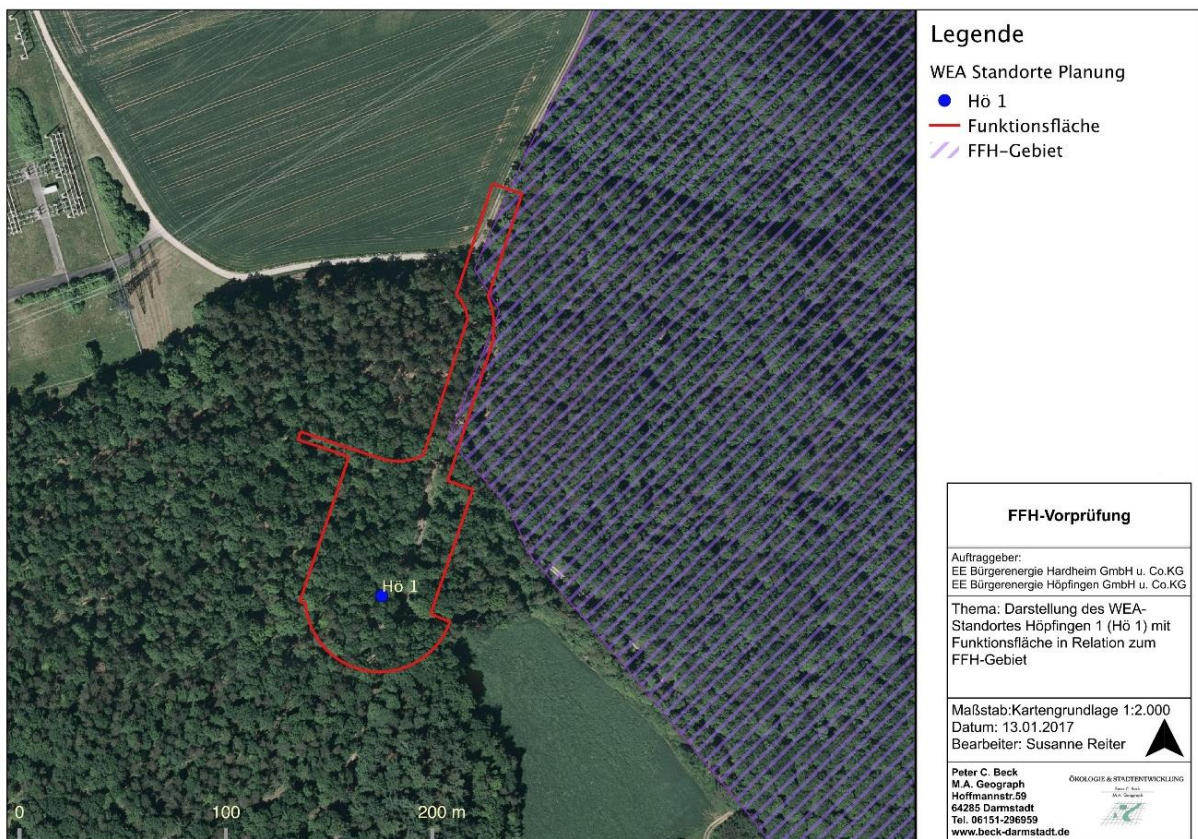 Legende
WEA Standorte Planung
Hö 1
Funktionsfläche
FFH-Gebiet
Hö 1
0
100
200 m
FFH-Vorprüfung
Auftraggeber:
EE Bürgerenergie Hardheim GmbH u. Co.KG
EE Bürgerenergie Höpfingen GmbH u. Co.KG
Thema: Darstellung des WEA-
Standortes Höpfingen 1 (Hö 1) mit
Funktionsfläche in Relation zum
FFH-Gebiet
Maßstab:Kartengrundlage 1:2.000
Datum: 13.01.2017
Bearbeiter: Susanne Reiter
Peter C. Beck
M.A. Geograph
Hoffmannstr.59
64285 Darmstadt
Tel. 06151-296959
www.beck-darmstadt.de
ÖKOLOGIE & STADTENTWICKLUNG
Peter C. Beck
M.A. Geograph